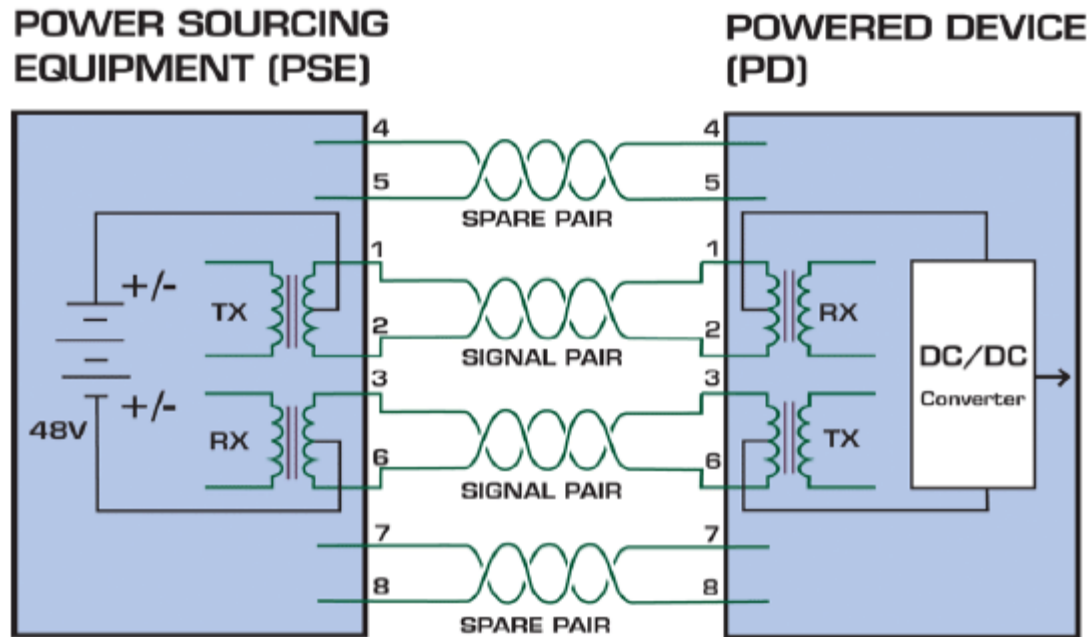 POWER SOURCING
EQUIPMENT (PSE)
POWERED DEVICE
(PD)
4
4
5
5
SPARE PAIR
1
1
+/-
TX
RX
2
2
SIGNAL PAIR
DC/DC
Converter
3
3
+/-
48V
RX
TX
6
6
SIGNAL PAIR
7
7
8
8
SPARE PAIR